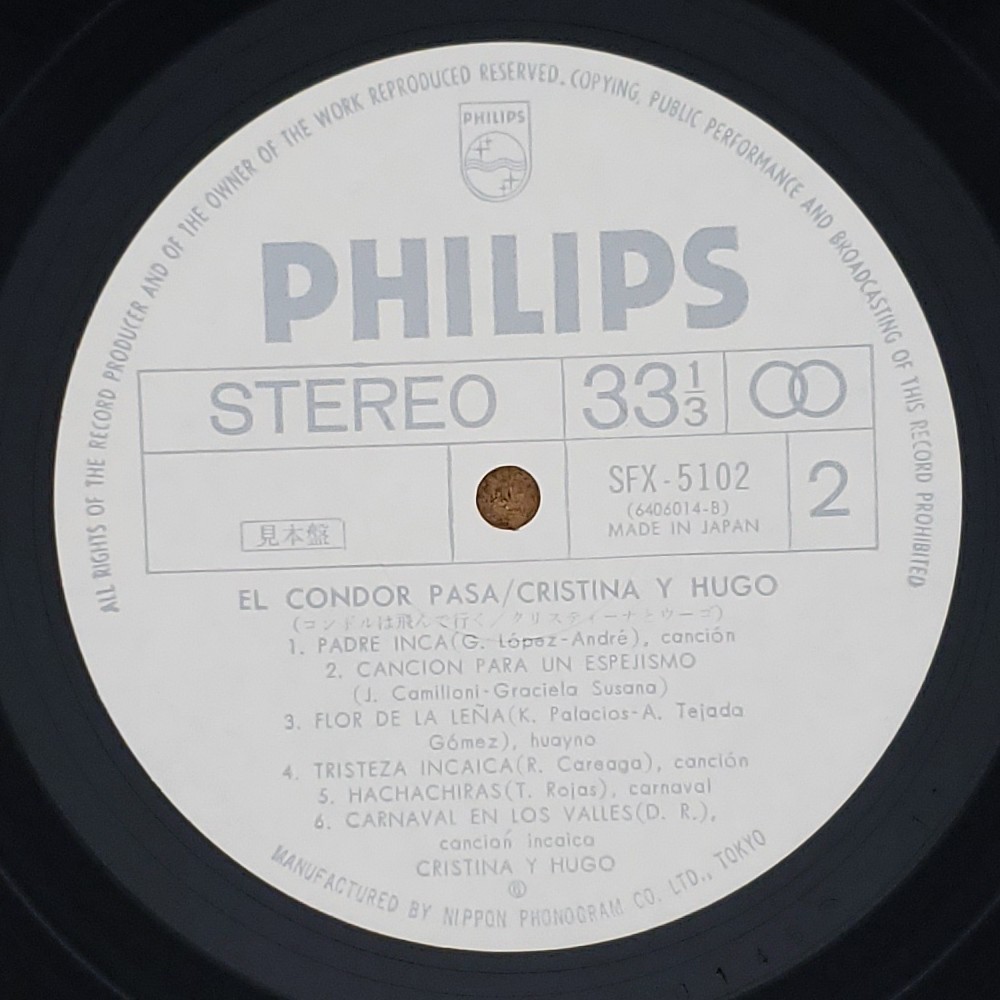 ALL RIGHTS OF THE RECORD PRODUCER AND OF THE OWNER OF THE WORK REPRODUCED RESERVED. COPYING, PUBLIC PERFORMANCE AND BROADCASTING OF THIS RECORD PROHIBITED
PHILIPS
PHILIPS
STEREO 33 1/3
SFX-5102
(6406014-B)
MADE IN JAPAN
2
見本盤
EL CONDOR PASA/CRISTINA Y HUGO
(コンドルは飛んで行く/クリスティーナとウーゴ)
1. PADRE INCA(G. López-André), canción
2. CANCION PARA UN ESPEJISMO
(J. Camilloni-Graciela Susana)
3. FLOR DE LA LEÑA(K. Palacios-A. Tejada
Gómez), huayno
4. TRISTEZA INCAICA(R. Careaga), canción
5. HACHACHIRAS(T. Rojas), carnaval
6. CARNAVAL EN LOS VALLES(D. R.),
canción incaica
CRISTINA Y HUGO
MANUFACTURED BY NIPPON PHONOGRAM CO. LTD., TOKYO